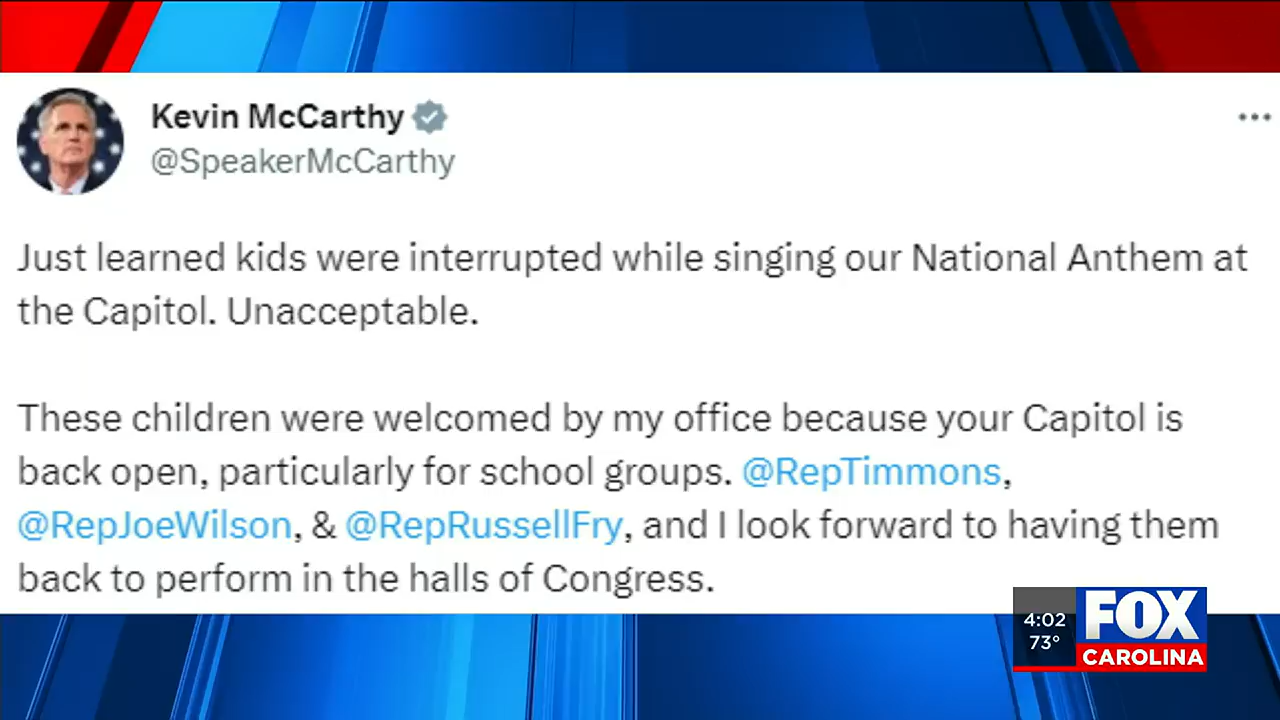 Kevin McCarthy
@SpeakerMcCarthy
Just learned kids were interrupted while singing our National Anthem at
the Capitol. Unacceptable.
These children were welcomed by my office because your Capitol is
back open, particularly for school groups. @RepTimmons,
@RepJoeWilson, & @RepRussellFry, and I look forward to having them
back to perform in the halls of Congress.
4:02
73°
FOX
CAROLINA